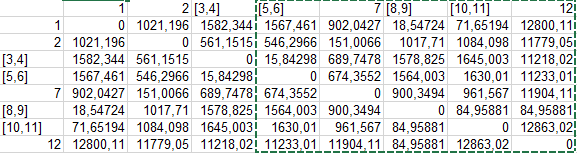 1 2 [3,4] [5,6] 7 [8,9] [10,11] 12
1 0 1021,196 1582,344 1567,461 902,0427 18,54724 71,65194 12800,11
2 1021,196 0 561,1515 546,2966 151,0066 1017,71 1084,098 11779,05
[3,4] 1582,344 561,1515 0 15,84298 689,7478 1578,825 1645,003 11218,02
[5,6] 1567,461 546,2966 15,84298 0 674,3552 1564,003 1630,01 11233,01
7 902,0427 151,0066 689,7478 674,3552 0 900,3494 961,567 11904,11
[8,9] 18,54724 1017,71 1578,825 1564,003 900,3494 0 84,95881 84,95881
[10,11] 71,65194 1084,098 1645,003 1630,01 961,567 84,95881 0 12863,02
12 12800,11 11779,05 11218,02 11233,01 11904,11 84,95881 12863,02 0